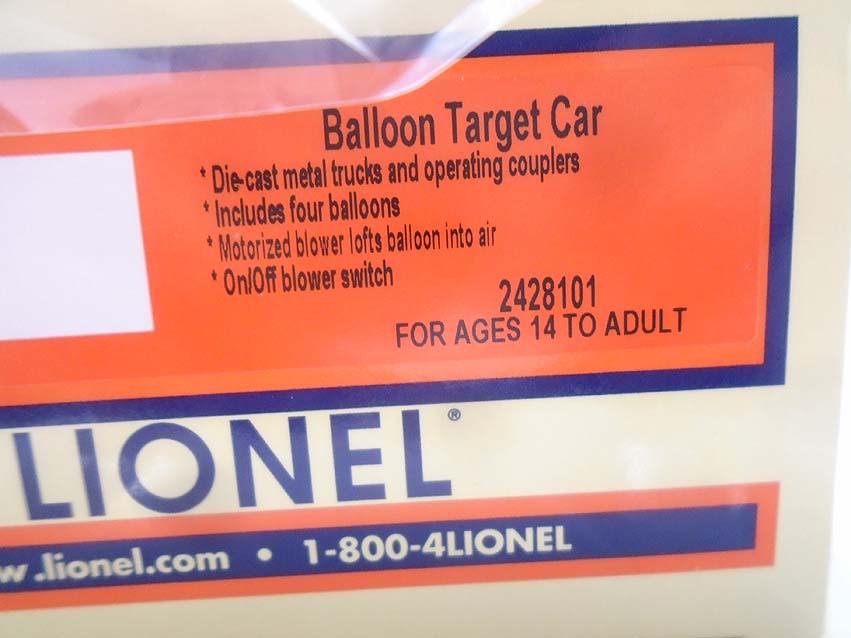 Balloon Target Car
* Die-cast metal trucks and operating couplers
* Includes four balloons
* Motorized blower lofts balloon into air
* On/Off blower switch
2428101
FOR AGES 14 TO ADULT
LIONEL®
w.lionel.com • 1-800-4LIONEL